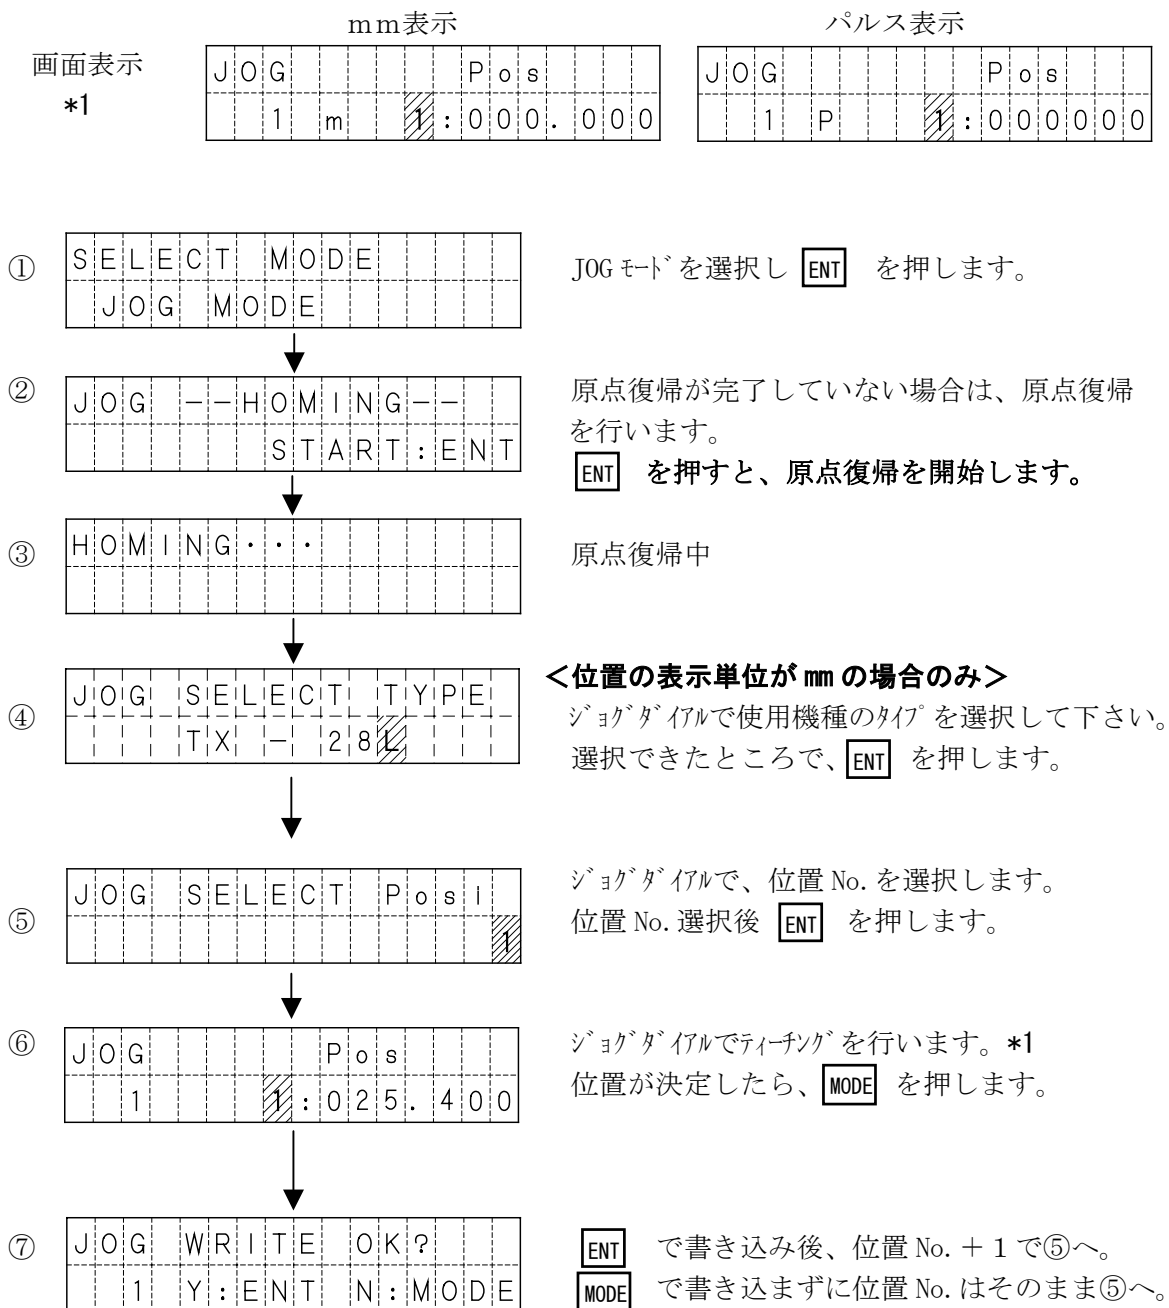 mm表示
パルス表示
画面表示
*1
JOG Pos
1 m 1:000.000
JOG Pos
1 P 1:000000
① SELECT MODE
JOG MODE
JOGﾓｰﾄﾞを選択し ENT を押します。
② JOG --HOMING--
START:ENT
原点復帰が完了していない場合は、原点復帰
を行います。
ENT を押すと、原点復帰を開始します。
③ HOMING・・・
原点復帰中
④ JOG SELECT TYPE
TX - 28L
＜位置の表示単位が㎜の場合のみ＞
ｼﾞｮｸﾞﾀﾞｲｱﾙで使用機種のﾀｲﾌﾟを選択して下さい。
選択できたところで、ENT を押します。
⑤ JOG SELECT Posi
1
ｼﾞｮｸﾞﾀﾞｲｱﾙで、位置No.を選択します。
位置No.選択後 ENT を押します。
⑥ JOG Pos
1 1:025.400
ｼﾞｮｸﾞﾀﾞｲｱﾙでﾃｨｰﾁﾝｸﾞを行います。*1
位置が決定したら、MODE を押します。
⑦ JOG WRITE OK?
1 Y:ENT N:MODE
ENT で書き込み後、位置No.＋1で⑤へ。
MODE で書き込まずに位置No.はそのまま⑤へ。